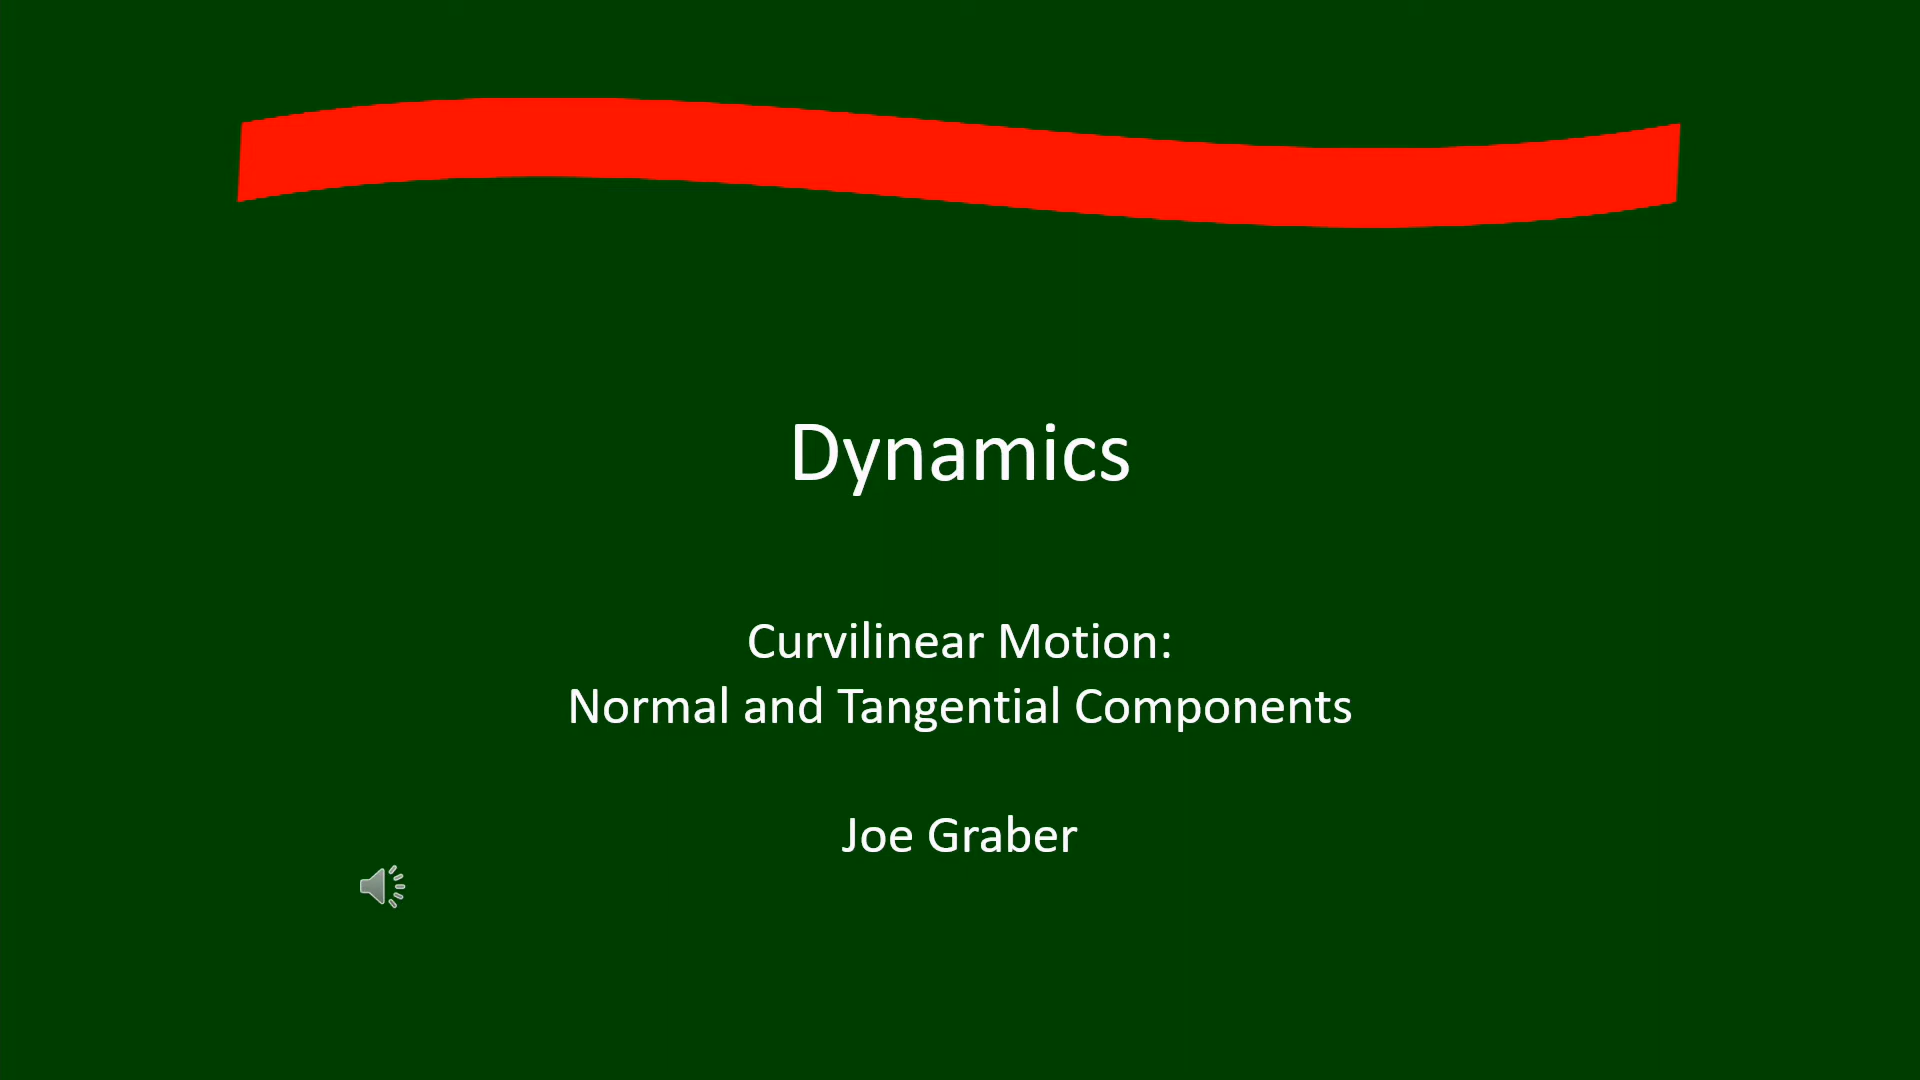 Dynamics
Curvilinear Motion:
Normal and Tangential Components
Joe Graber